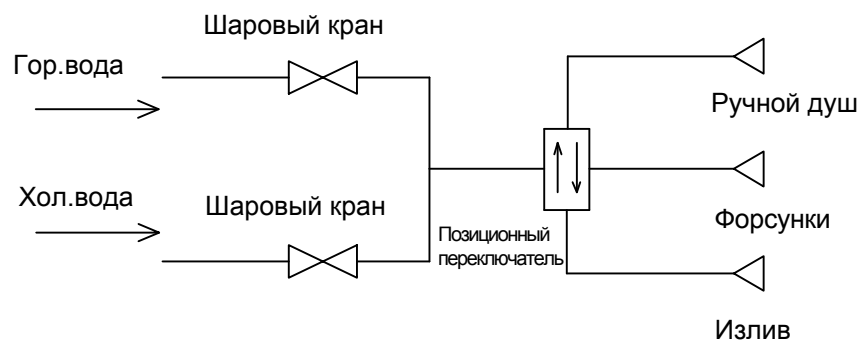 Шаровый кран
Гор.вода
Ручной душ
Хол.вода
Шаровый кран
Позиционный
переключатель
Форсунки
Излив